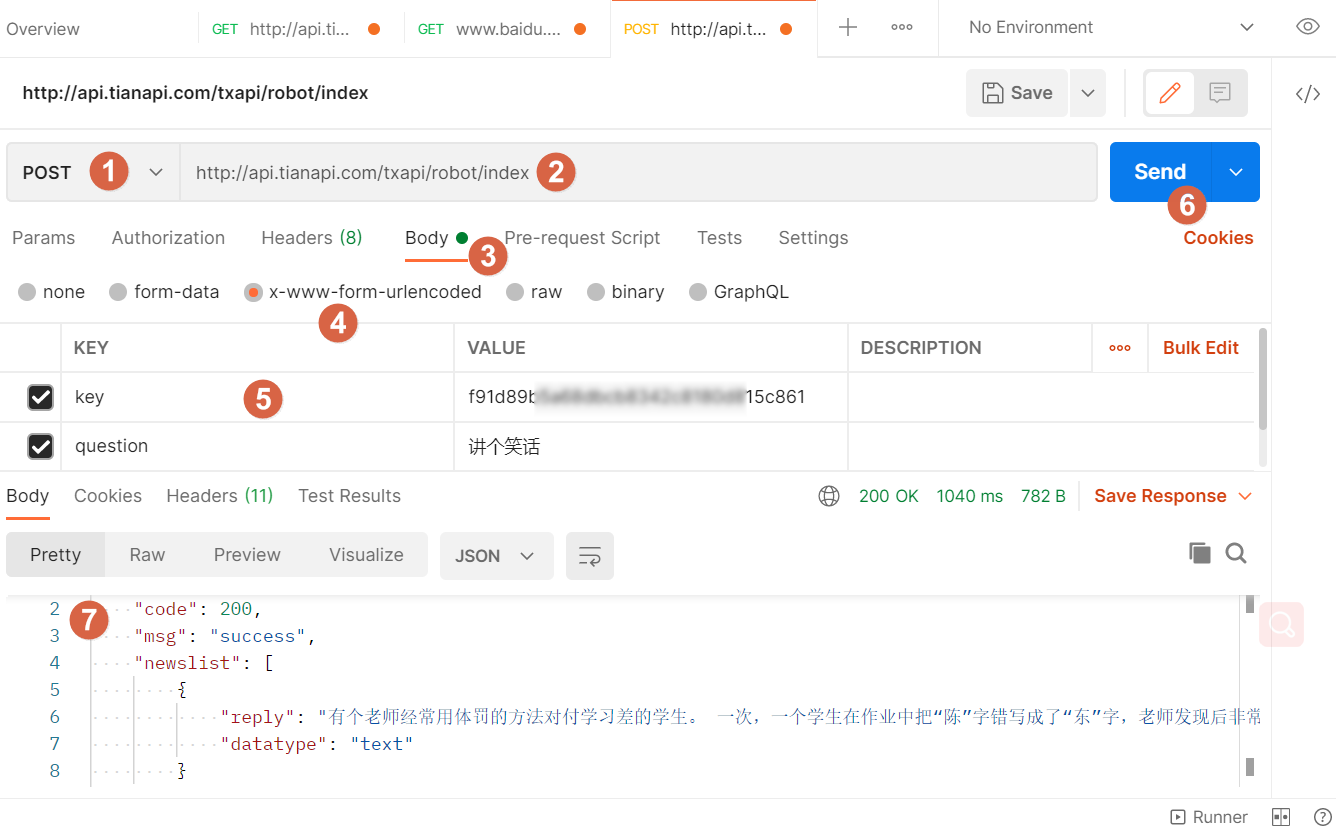 Overview GET http://api.ti... GET www.baidu.... POST http://api.t... No Environment
http://api.tianapi.com/txapi/robot/index Save
POST 1 http://api.tianapi.com/txapi/robot/index 2 Send
6
Params Authorization Headers (8) Body 3 Pre-request Script Tests Settings Cookies
none form-data x-www-form-urlencoded raw binary GraphQL
4
KEY VALUE DESCRIPTION Bulk Edit
key 5 f91d89b 15c861
question 讲个笑话
Body Cookies Headers (11) Test Results 200 OK 1040 ms 782 B Save Response
Pretty Raw Preview Visualize JSON
2 "code": 200,
7
3 "msg": "success",
4 "newslist": [
5 {
6 "reply": "有个老师经常用体罚的方法对付学习差的学生。 一次，一个学生在作业中把“陈”字错写成了“东”字，老师发现后非常
7 "datatype": "text"
8 }
Runner